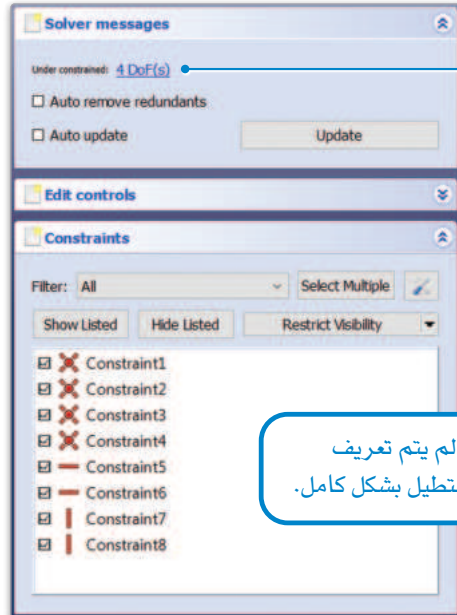 Solver messages
Under constrained: 4 DoF(s)
Auto remove redundants
Auto update
Update
Edit controls
Constraints
Filter: All
Select Multiple
Show Listed
Hide Listed
Restrict Visibility
Constraint1
Constraint2
Constraint3
Constraint4
Constraint5
Constraint6
Constraint7
Constraint8
لم يتم تعريف
بشكل كامل.